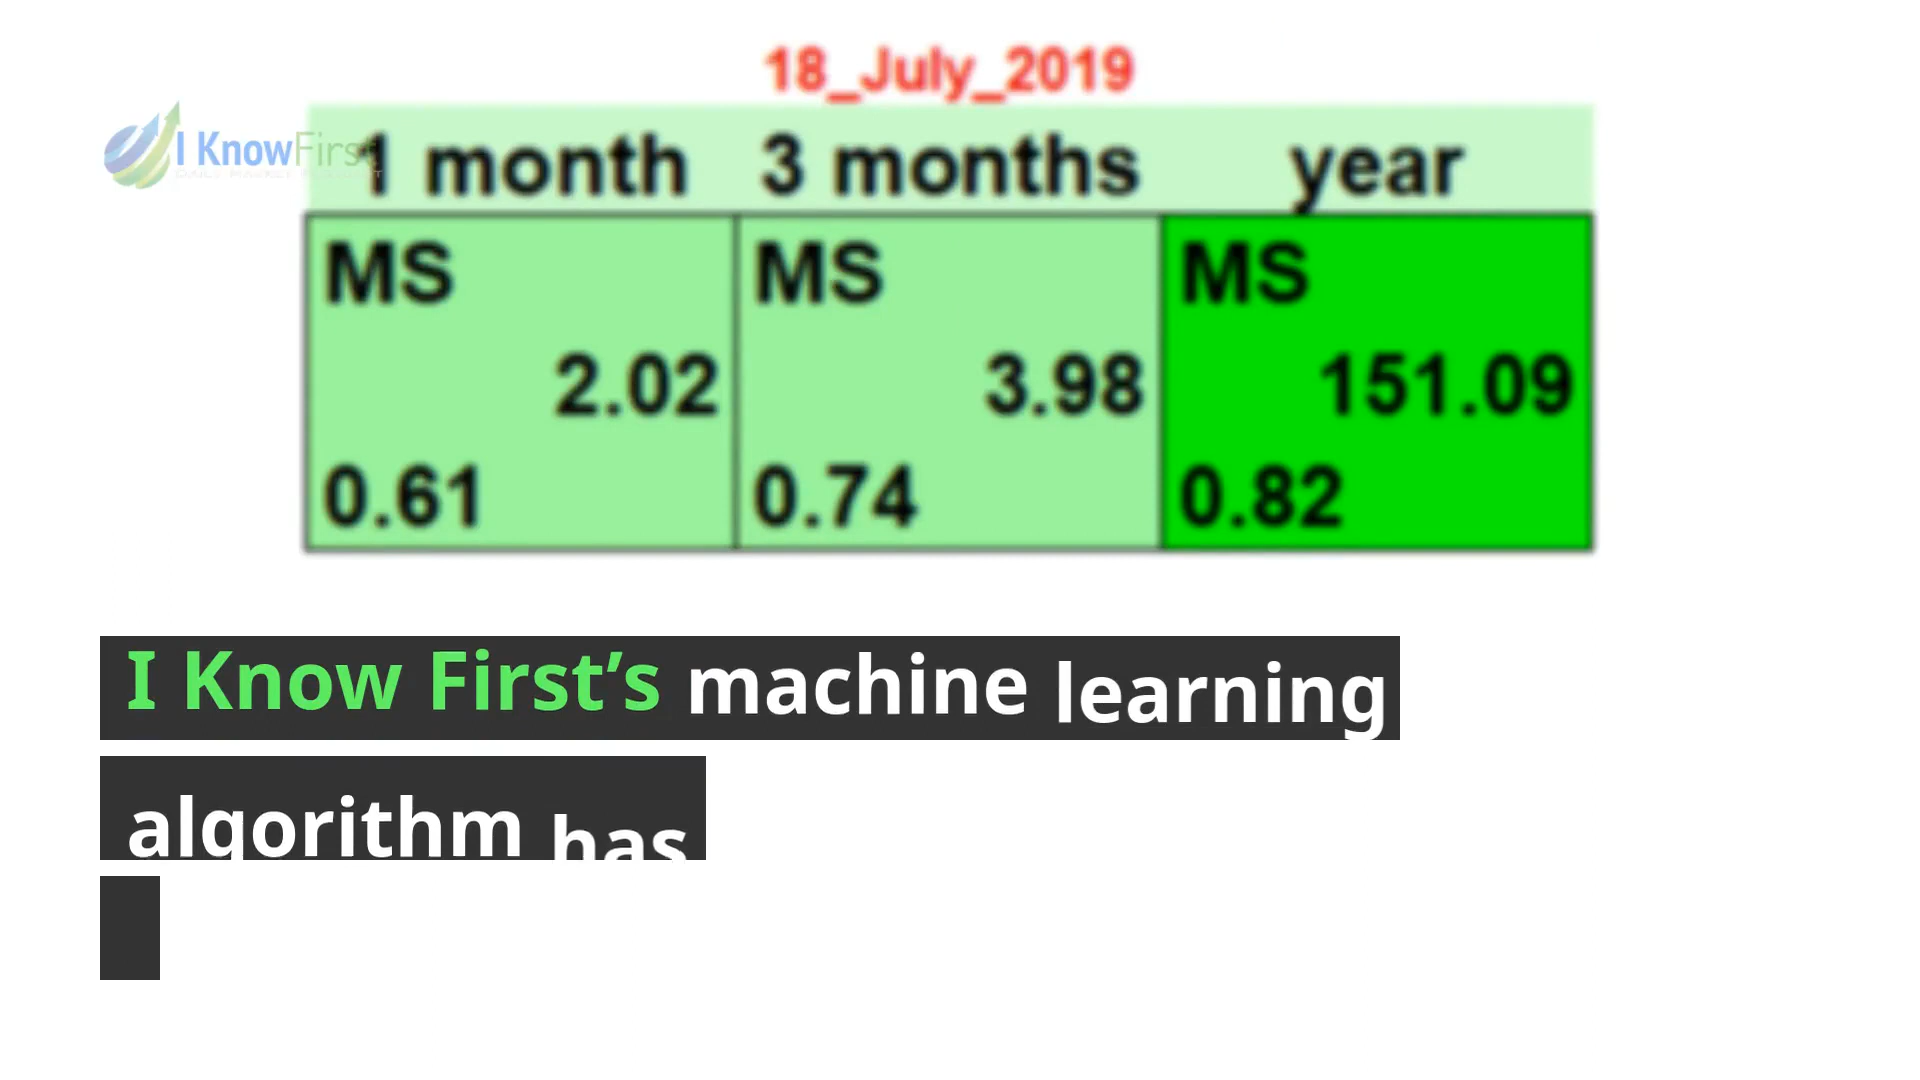 18_July_2019
I KnowFirst
1 month 3 months year
MS MS MS
2.02 3.98 151.09
0.61 0.74 0.82
I Know First’s machine learning
algorithm has